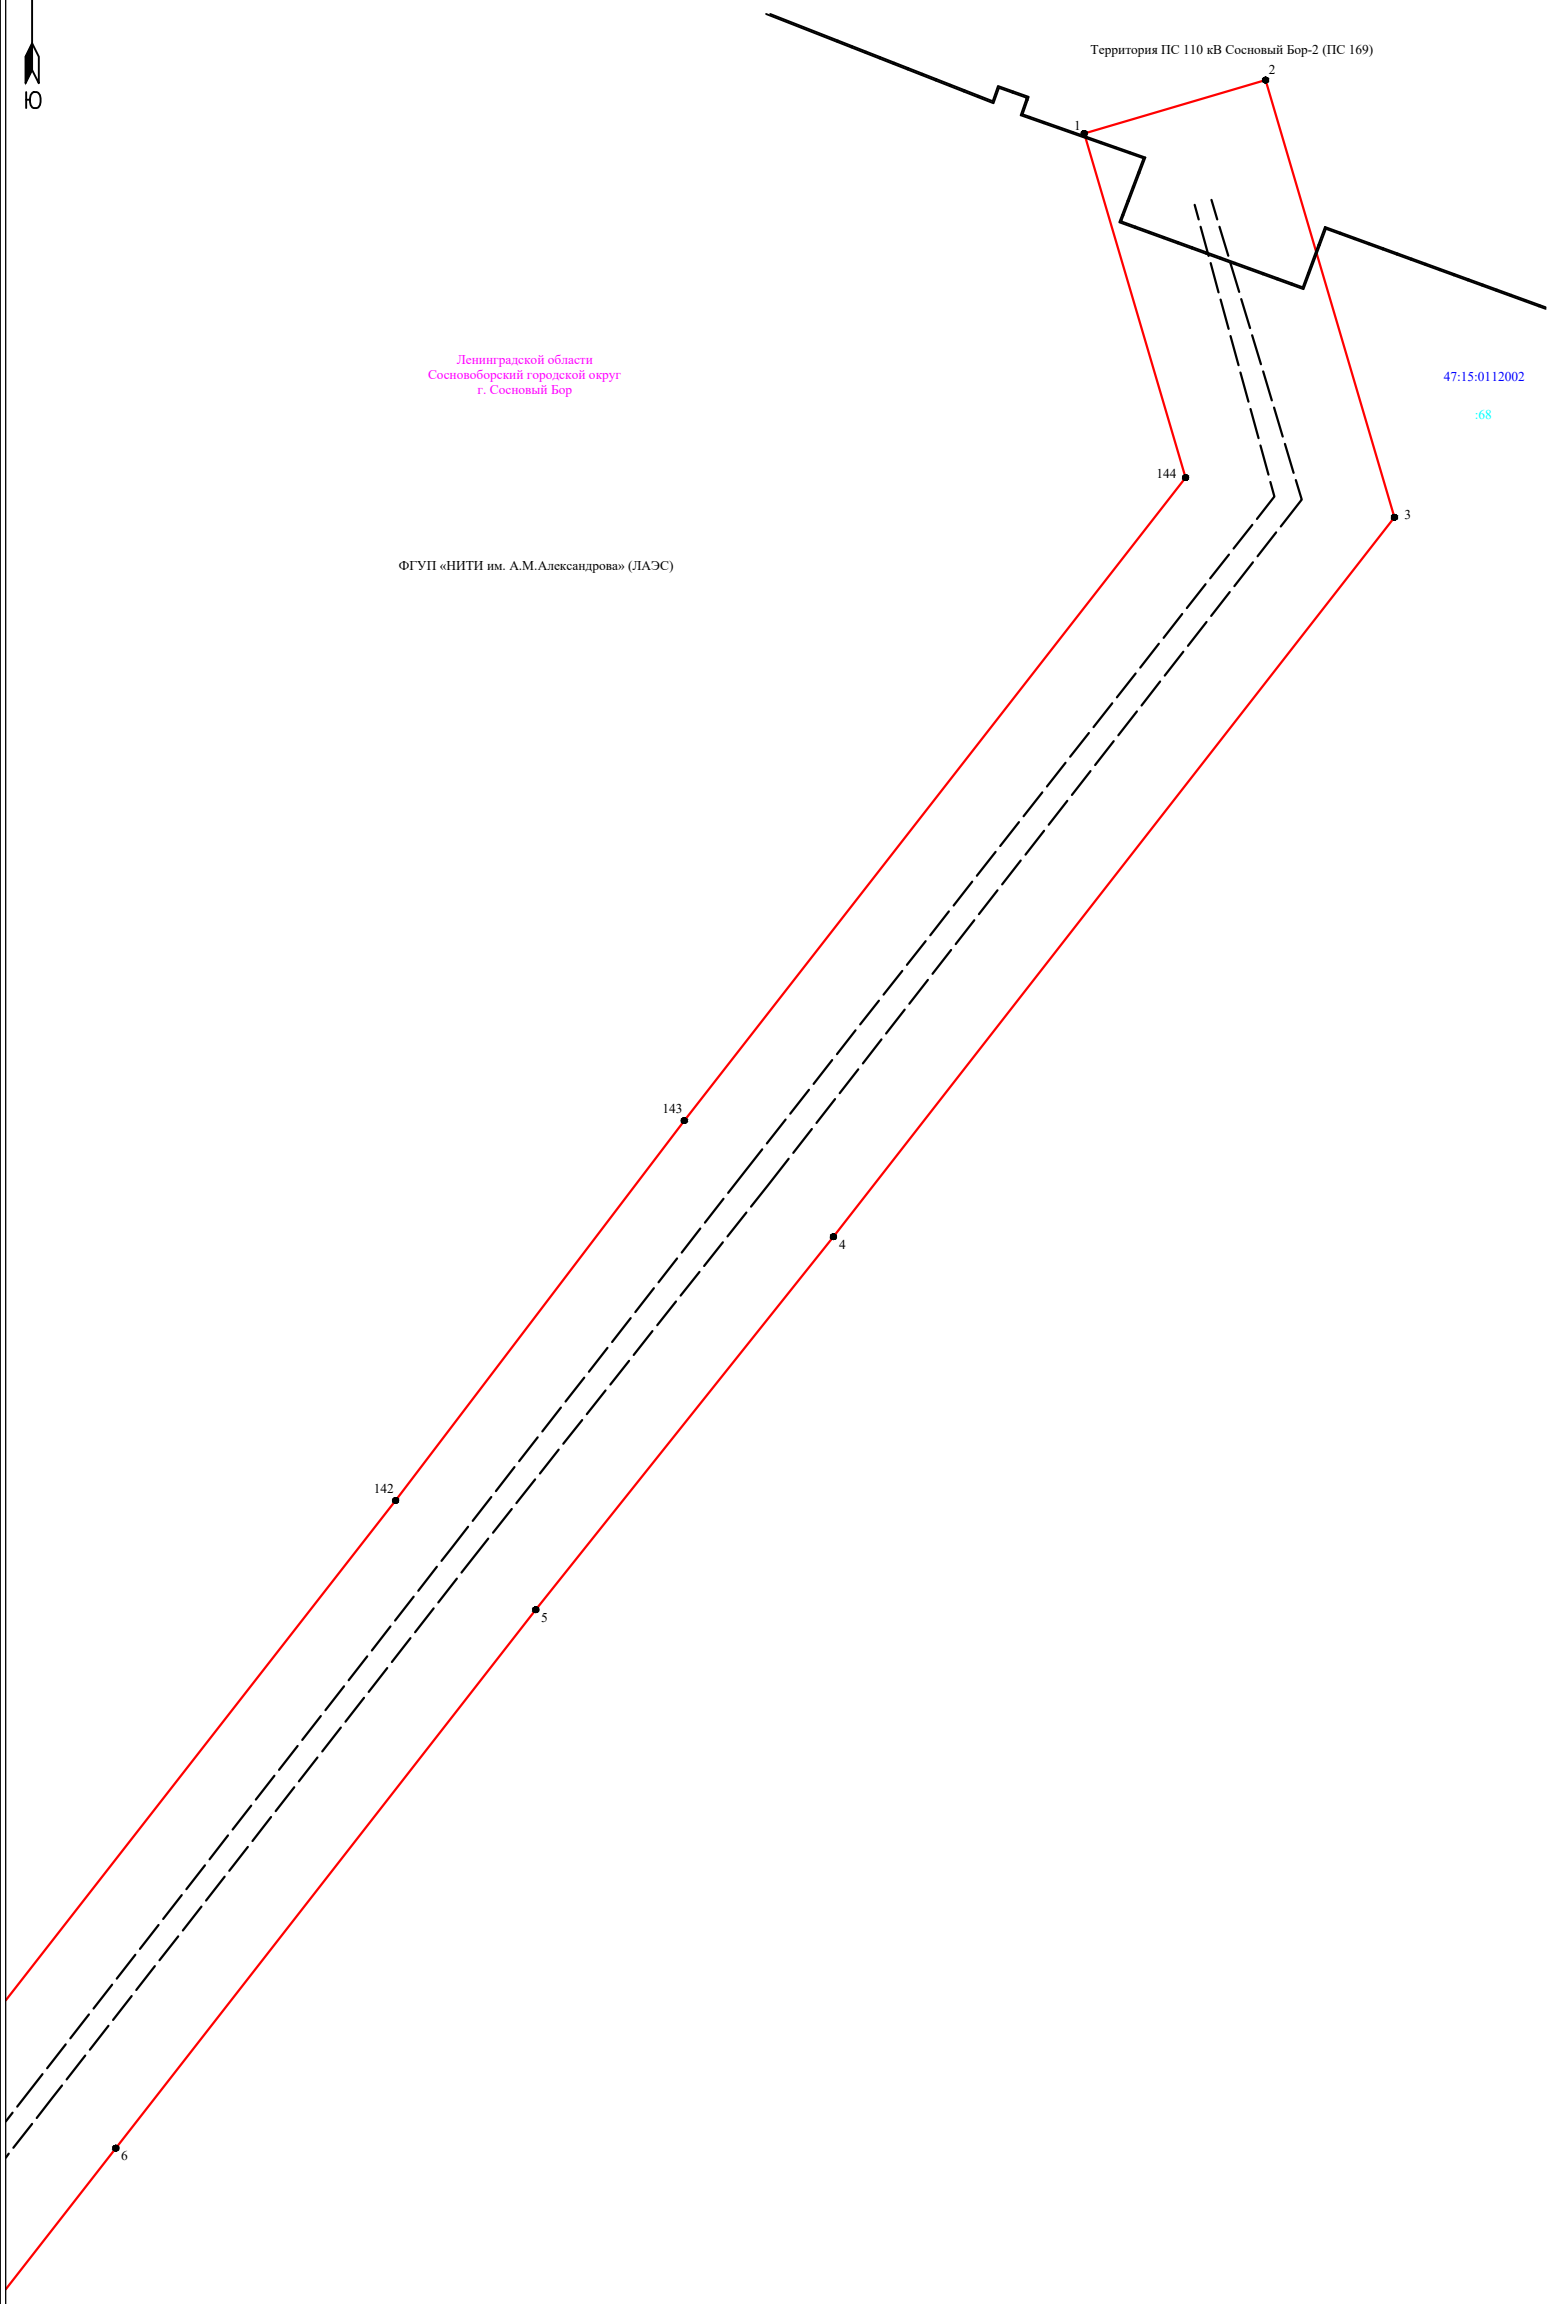 Территория ПС 110 кВ Сосновый Бор-2 (ПС 169)
2
Ю
1
Ленинградской области
Сосновоборский городской округ
г. Сосновый Бор
47:15:0112002
:68
144
3
ФГУП «НИТИ им. А.М.Александрова» (ЛАЭС)
143
4
142
5
6